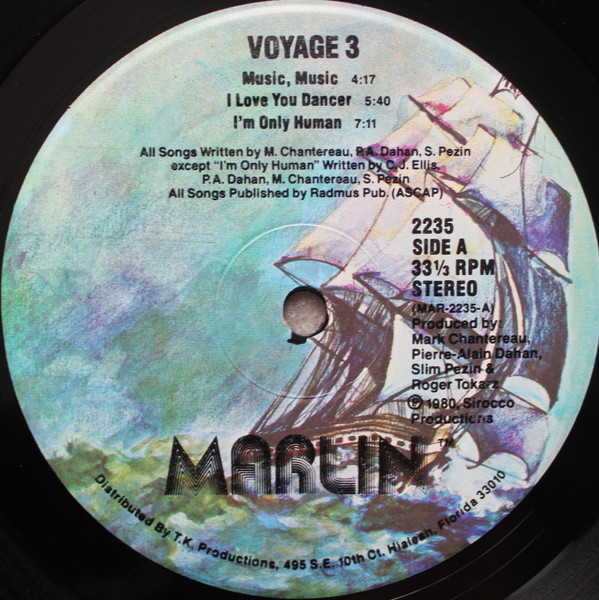 VOYAGE 3
Music, Music 4:17
I Love You Dancer 5:40
I'm Only Human 7:11
All Songs Written by M. Chantereau, P.A. Dahan, S. Pezin
except "I'm Only Human" Written by C.J. Ellis,
P.A. Dahan, M. Chantereau, S. Pezin
All Songs Published by Radmus Pub. (ASCAP)
2235
SIDE A
33⅓ RPM
STEREO
(MAR-2235-A)
Produced by:
Mark Chantereau,
Pierre-Alain Dahan,
Slim Pezin &
Roger Tokarz
℗ 1980, Sirocco
Productions
MARLIN™
Distributed By T.K. Productions, 495 S.E. 10th Ct. Hialeah, Florida 33010